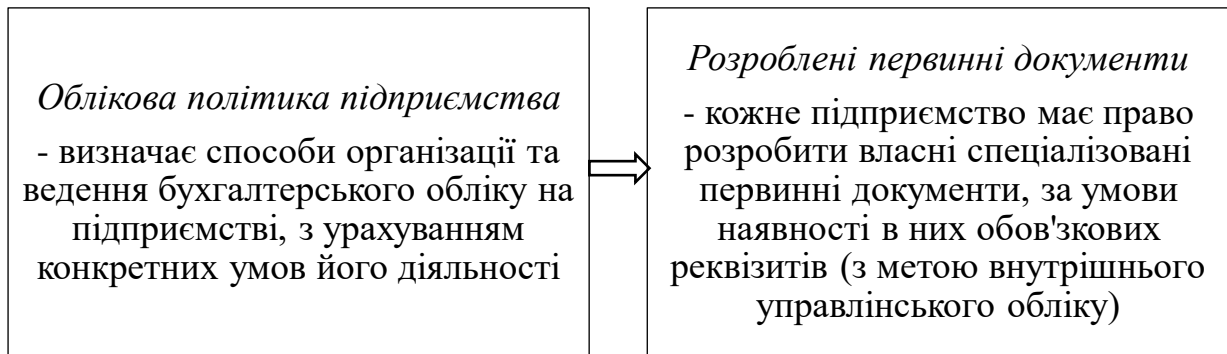 Облікова політика підприємства
- визначає способи організації та
ведення бухгалтерського обліку на
підприємстві, з урахуванням
конкретних умов його діяльності
Розроблені первинні документи
- кожне підприємство має право
розробити власні спеціалізовані
первинні документи, за умови
наявності в них обов'зкових
реквізитів (з метою внутрішнього
управлінського обліку)